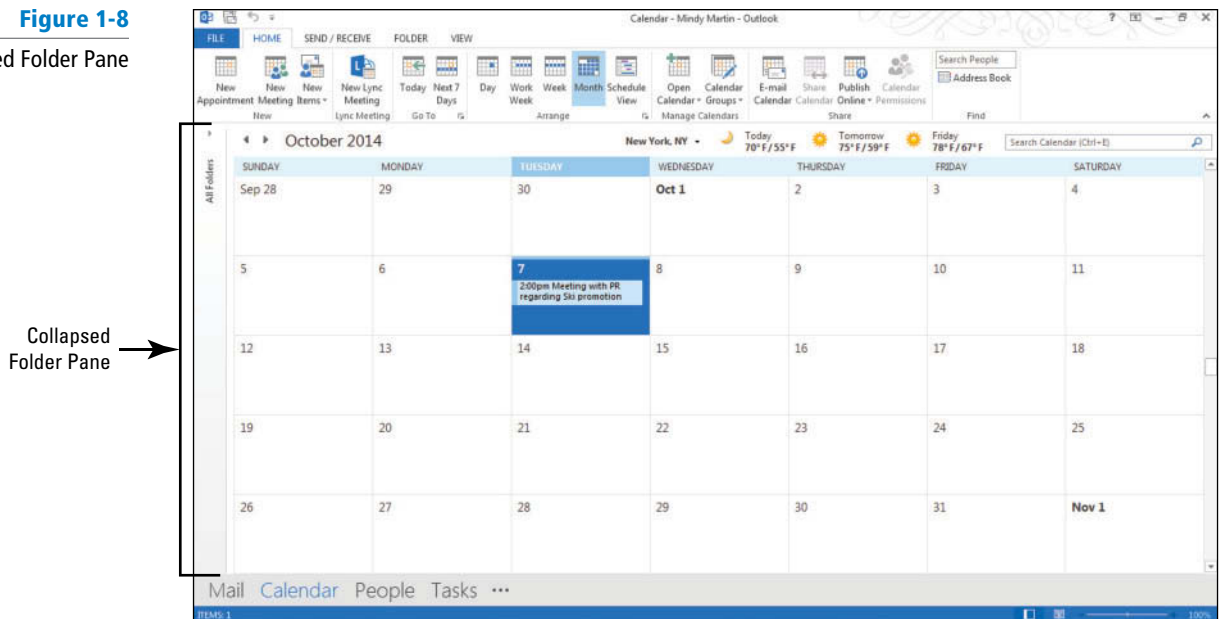 Figure 1-8
ed Folder Pane
Calendar - Mindy Martin - Outlook
FILE HOME SEND / RECEIVE FOLDER VIEW
New Appointment
New Meeting
New Items
New
New Lync Meeting
Lync Meeting
Today
Next 7 Days
Go To
Day
Work Week
Week
Month
Schedule View
Arrange
Open Calendar
Calendar Groups
Manage Calendars
E-mail Calendar
Share Calendar
Publish Online
Calendar Permissions
Share
Search People
Address Book
Find
All Folders
October 2014
New York, NY
Today
70°F/55°F
Tomorrow
75°F/59°F
Friday
78°F/67°F
Search Calendar (Ctrl+E)
SUNDAY MONDAY TUESDAY WEDNESDAY THURSDAY FRIDAY SATURDAY
Sep 28 29 30 Oct 1 2 3 4
5 6 7 8 9 10 11
2:00pm Meeting with PR
regarding Ski promotion
12 13 14 15 16 17 18
19 20 21 22 23 24 25
26 27 28 29 30 31 Nov 1
Collapsed
Folder Pane
Mail Calendar People Tasks •••
ITEMS: 1
100%